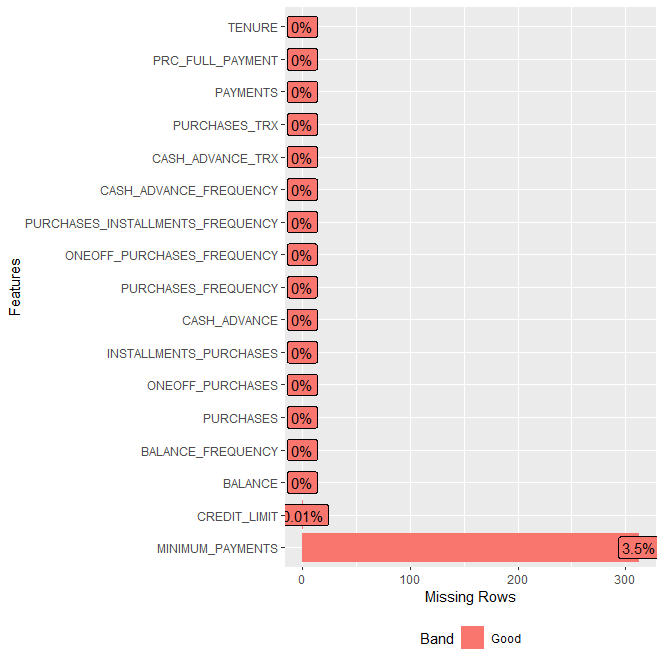 TENURE 0%
PRC_FULL_PAYMENT 0%
PAYMENTS 0%
PURCHASES_TRX 0%
CASH_ADVANCE_TRX 0%
CASH_ADVANCE_FREQUENCY 0%
PURCHASES_INSTALLMENTS_FREQUENCY 0%
ONEOFF_PURCHASES_FREQUENCY 0%
PURCHASES_FREQUENCY 0%
CASH_ADVANCE 0%
INSTALLMENTS_PURCHASES 0%
ONEOFF_PURCHASES 0%
PURCHASES 0%
BALANCE_FREQUENCY 0%
BALANCE 0%
CREDIT_LIMIT 0.01%
MINIMUM_PAYMENTS 3.5%
Features
0 100 200 300
Missing Rows
Band Good